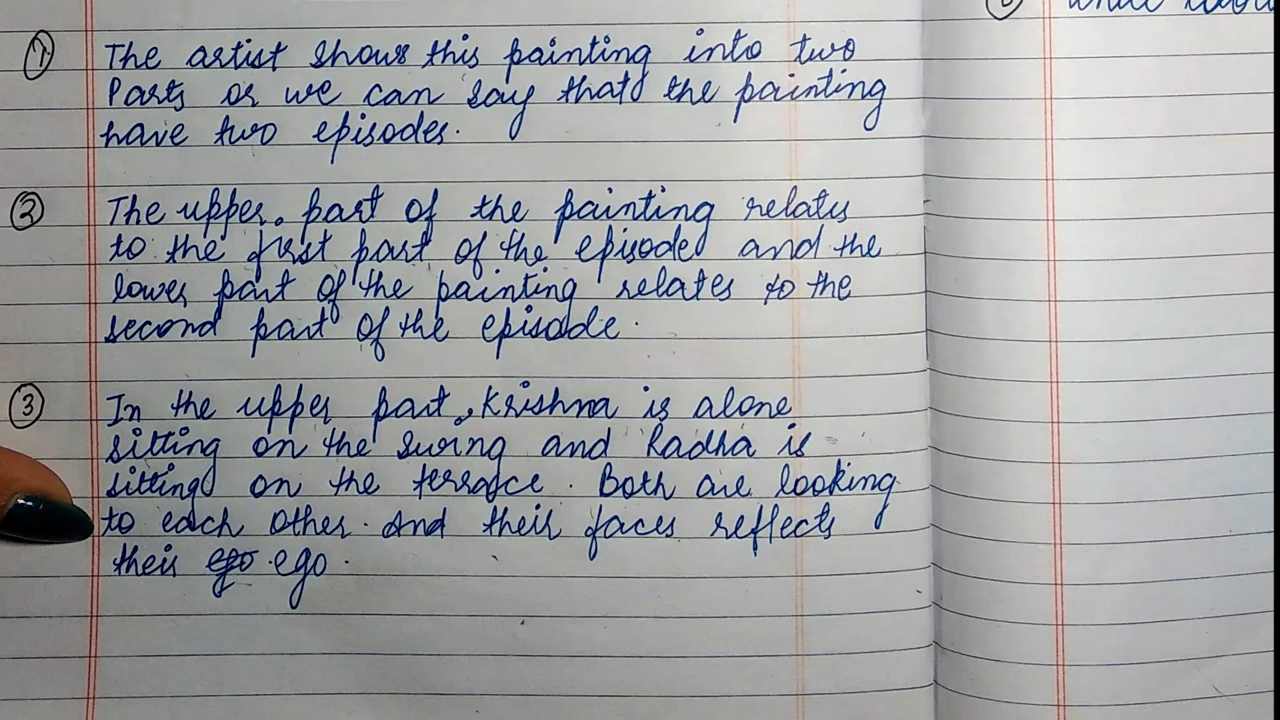 ① The artist shows this painting into two
Parts or we can say that the painting
have two episodes.
② The upper part of the painting relates
to the first part of the episode and the
lower part of the painting relates to the
second part of the episode.
③ In the upper part, Krishna is alone
sitting on the swing and Radha is
sitting on the terrace. Both are looking
to each other. And their faces reflects
their ego ego.